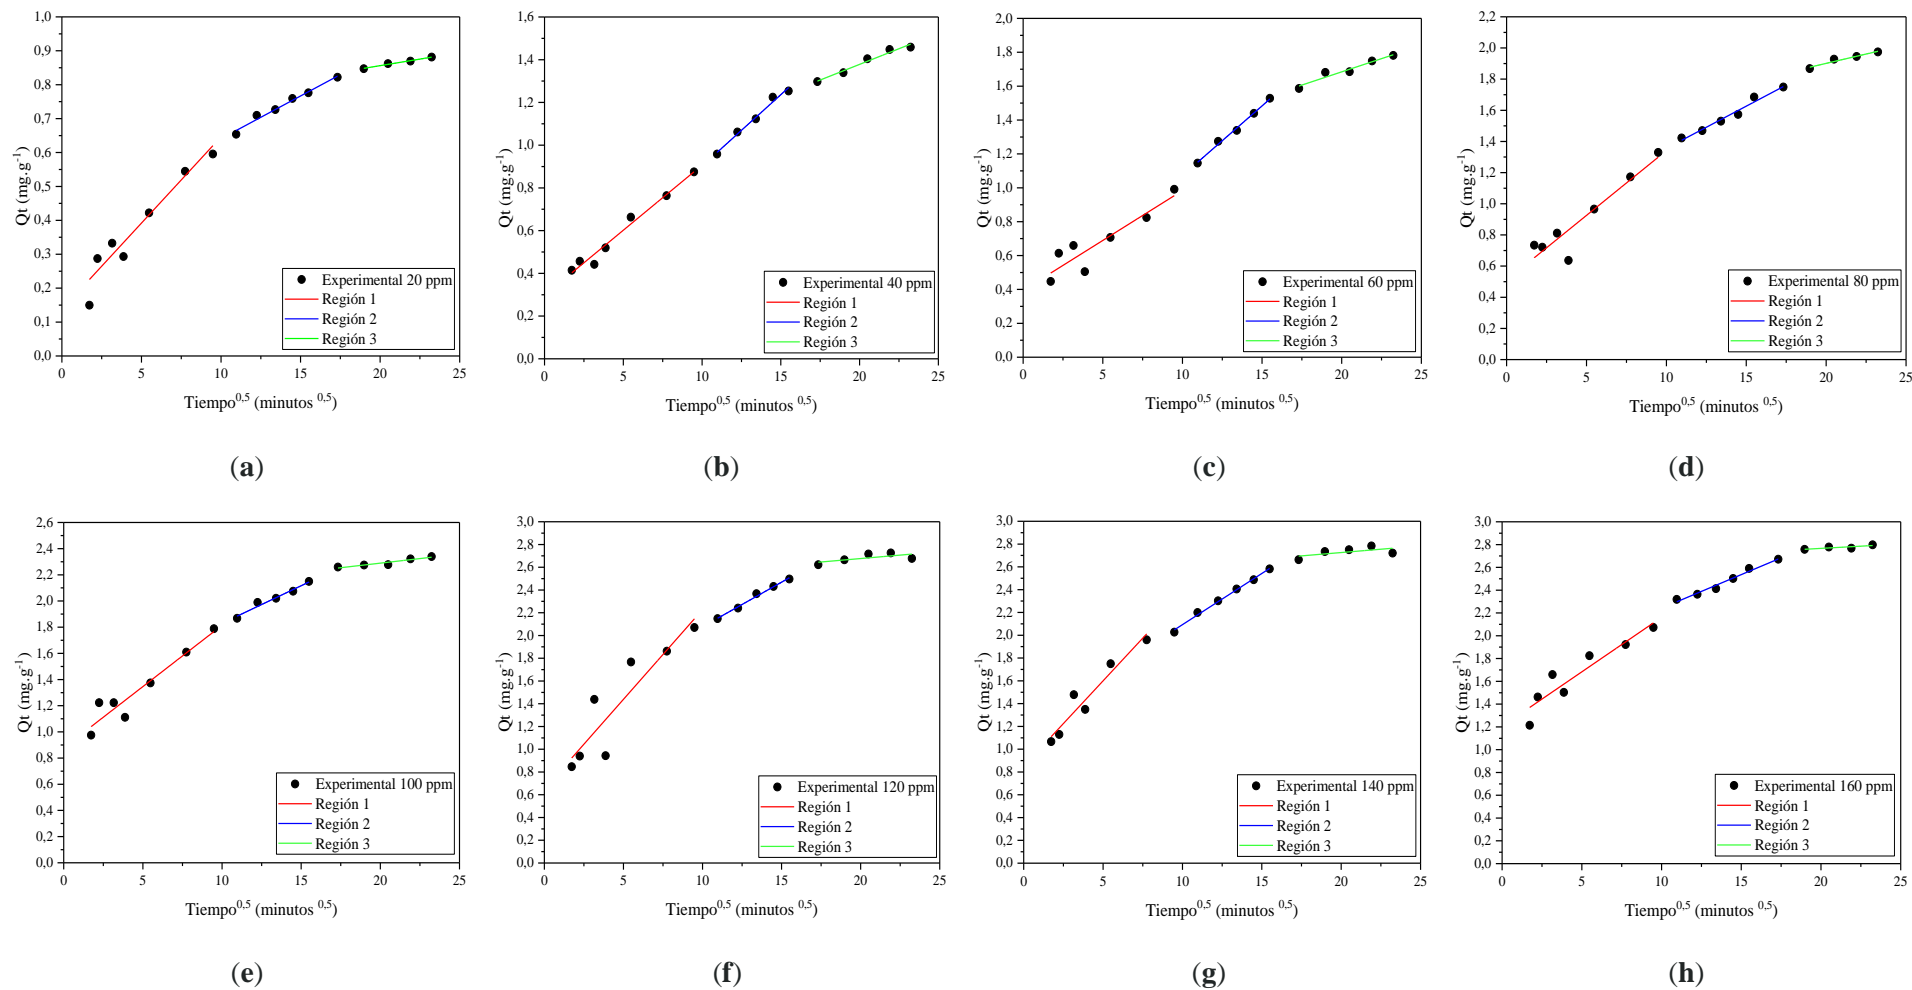 1,0
0,9
0,8
0,7
0,6
0,5
0,4
0,3
0,2
0,1
0,0
0 5 10 15 20 25
Qt (mg.g-1)
Tiempo0,5 (minutos 0,5)
Experimental 20 ppm
Región 1
Región 2
Región 3
(a)
1,6
1,4
1,2
1,0
0,8
0,6
0,4
0,2
0,0
0 5 10 15 20 25
Qt (mg.g-1)
Tiempo0,5 (minutos 0,5)
Experimental 40 ppm
Región 1
Región 2
Región 3
(b)
2,0
1,8
1,6
1,4
1,2
1,0
0,8
0,6
0,4
0,2
0,0
0 5 10 15 20 25
Qt (mg.g-1)
Tiempo0,5 (minutos 0,5)
Experimental 60 ppm
Región 1
Región 2
Región 3
(c)
2,2
2,0
1,8
1,6
1,4
1,2
1,0
0,8
0,6
0,4
0,2
0,0
0 5 10 15 20 25
Qt (mg.g-1)
Tiempo0,5 (minutos 0,5)
Experimental 80 ppm
Región 1
Región 2
Región 3
(d)
2,6
2,4
2,2
2,0
1,8
1,6
1,4
1,2
1,0
0,8
0,6
0,4
0,2
0,0
0 5 10 15 20 25
Qt (mg.g-1)
Tiempo0,5 (minutos 0,5)
Experimental 100 ppm
Región 1
Región 2
Región 3
(e)
3,0
2,8
2,6
2,4
2,2
2,0
1,8
1,6
1,4
1,2
1,0
0,8
0,6
0,4
0,2
0,0
0 5 10 15 20 25
Qt (mg.g-1)
Tiempo0,5 (minutos 0,5)
Experimental 120 ppm
Región 1
Región 2
Región 3
(f)
3,0
2,8
2,6
2,4
2,2
2,0
1,8
1,6
1,4
1,2
1,0
0,8
0,6
0,4
0,2
0,0
0 5 10 15 20 25
Qt (mg.g-1)
Tiempo0,5 (minutos 0,5)
Experimental 140 ppm
Región 1
Región 2
Región 3
(g)
3,0
2,8
2,6
2,4
2,2
2,0
1,8
1,6
1,4
1,2
1,0
0,8
0,6
0,4
0,2
0,0
0 5 10 15 20 25
Qt (mg.g-1)
Tiempo0,5 (minutos 0,5)
Experimental 160 ppm
Región 1
Región 2
Región 3
(h)